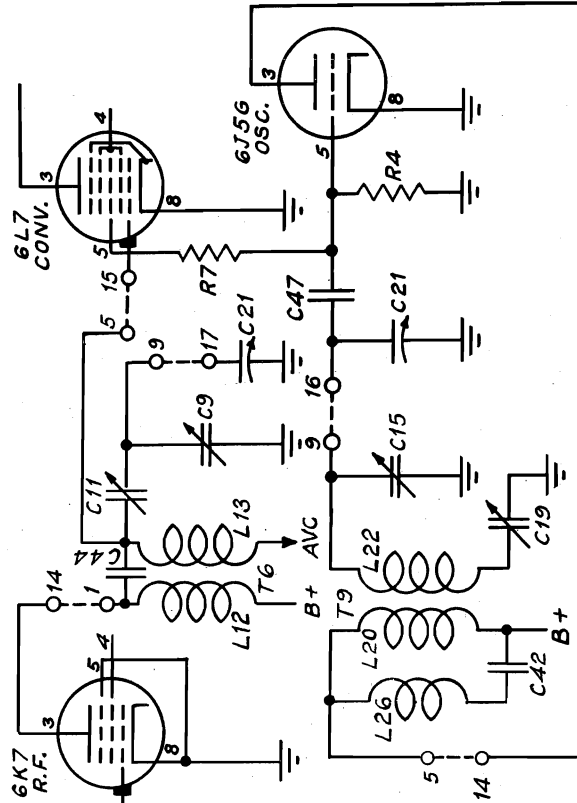 6K7
R.F.
3
5
4
8
14
1
C44
L12
T6
B+
L13
AVC
C11
C9
9
17
C21
5
15
6L7
CONV.
3
5
4
8
R7
5
14
L26
L20
C42
B+
T9
L22
C19
9
C15
16
C21
C47
R4
6J5G
OSC.
5
3
8